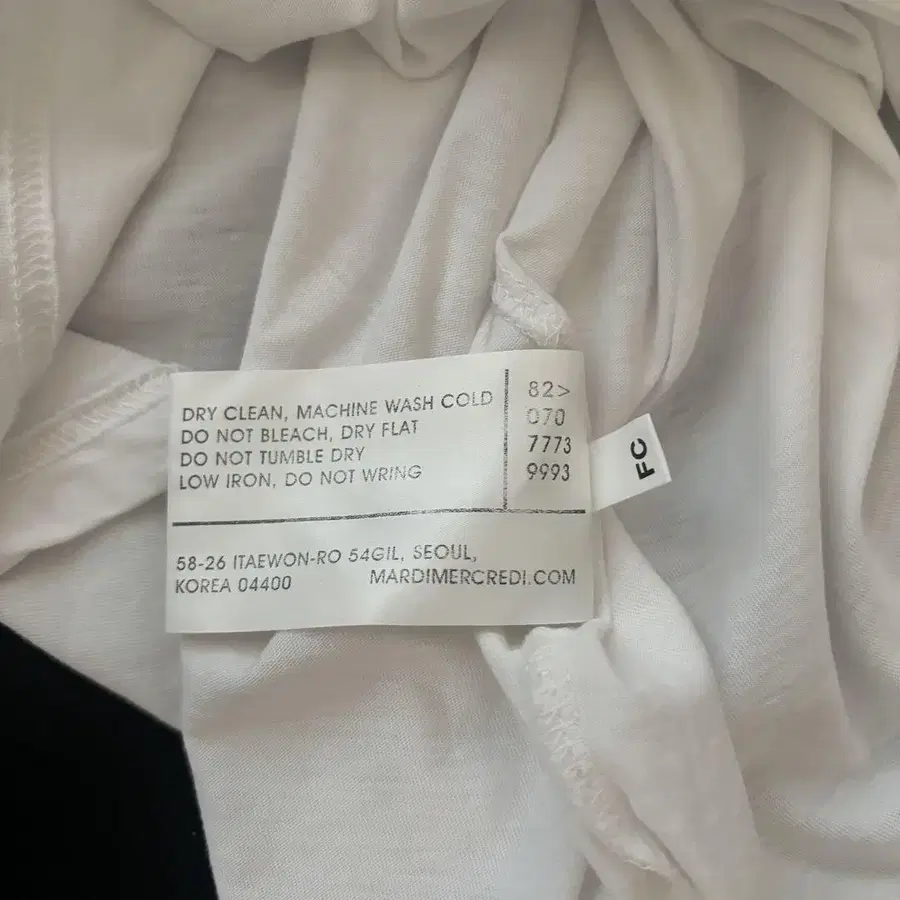 DRY CLEAN, MACHINE WASH COLD
DO NOT BLEACH, DRY FLAT
DO NOT TUMBLE DRY
LOW IRON, DO NOT WRING
82>
070
7773
9993
FC
58-26 ITAEWON-RO 54GIL, SEOUL,
KOREA 04400 MARDIMERCREDI.COM